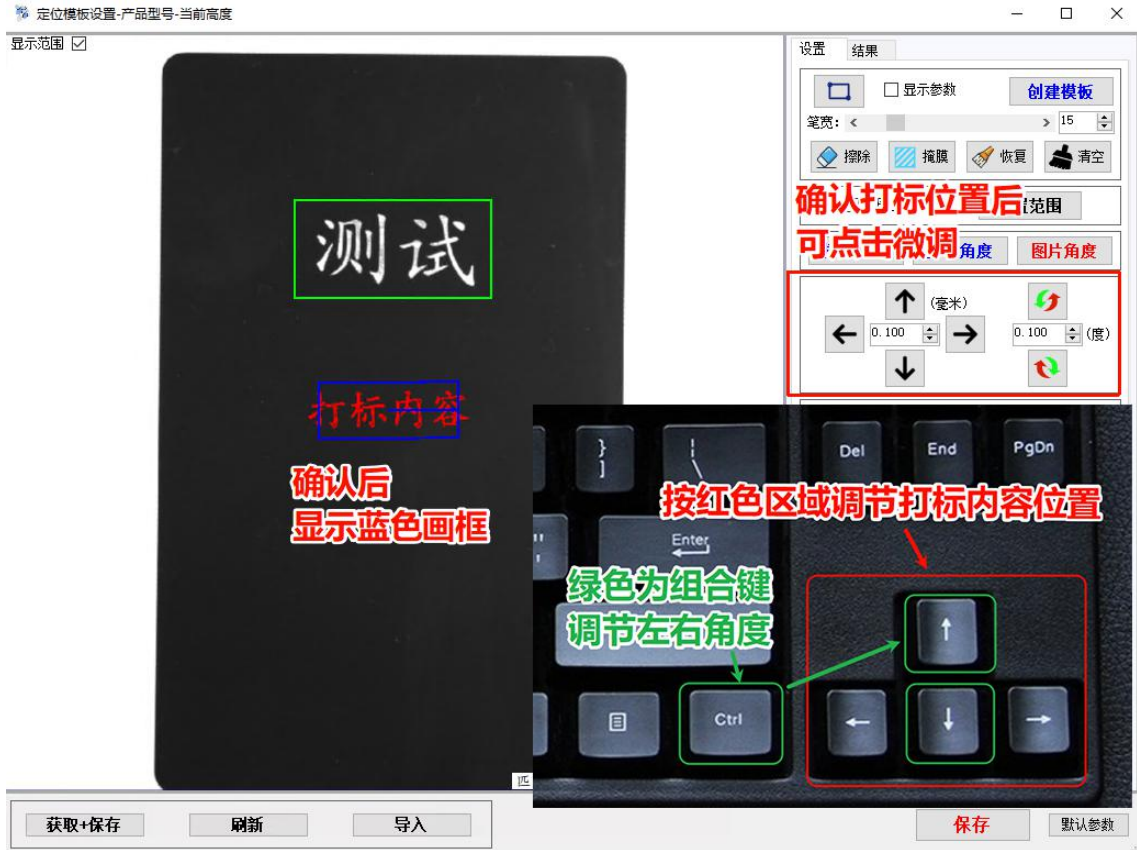 定位模板设置-产品型号-当前高度
显示范围
测试
打标内容
确认后
显示蓝色画框
匹
设置
结果
显示参数
创建模板
笔宽：
15
擦除
掩膜
恢复
清空
确认打标位置后
可点击微调
置范围
角度
图片角度
(毫米)
0.100
0.100
(度)
Del
End
PgDn
}
]
|
\
"
'
Enter
按红色区域调节打标内容位置
绿色为组合键
调节左右角度
Ctrl
获取+保存
刷新
导入
保存
默认参数